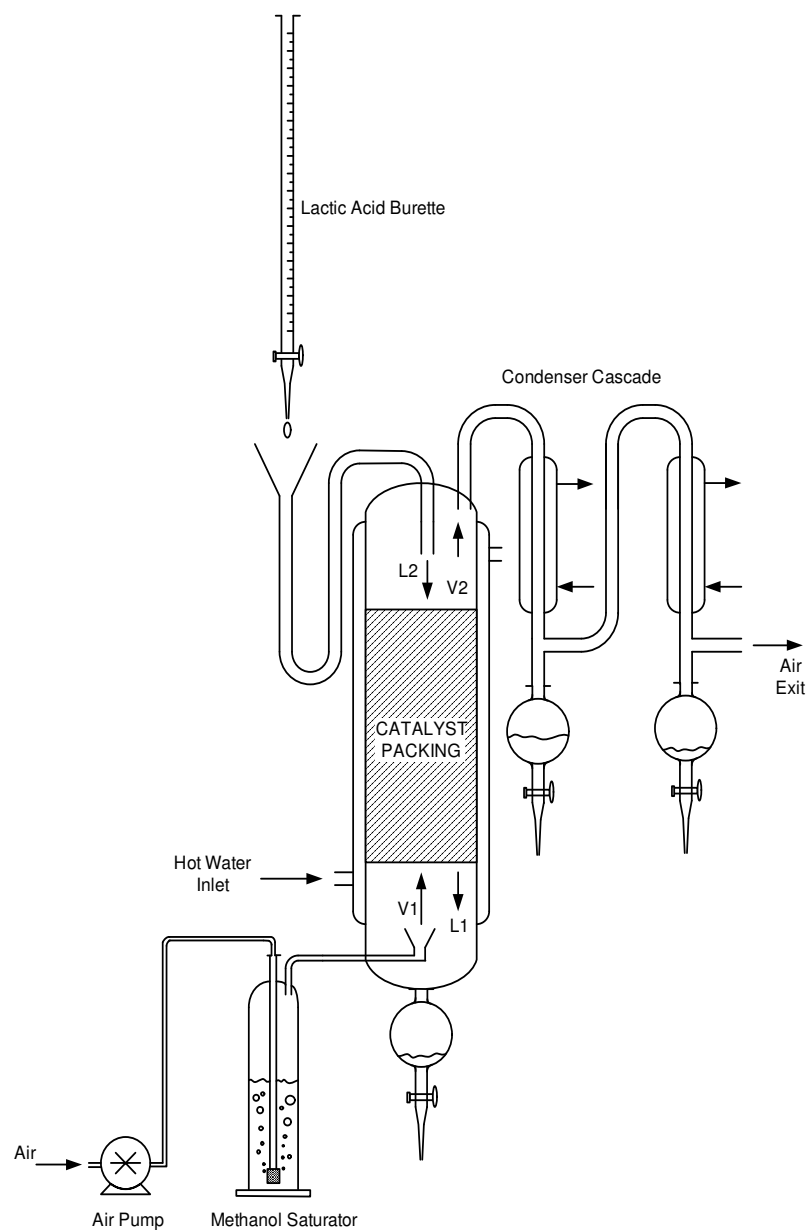 Lactic Acid Burette
Condenser Cascade
L2
V2
Air
Exit
CATALYST
PACKING
Hot Water
Inlet
V1
L1
Air
Air Pump
Methanol Saturator